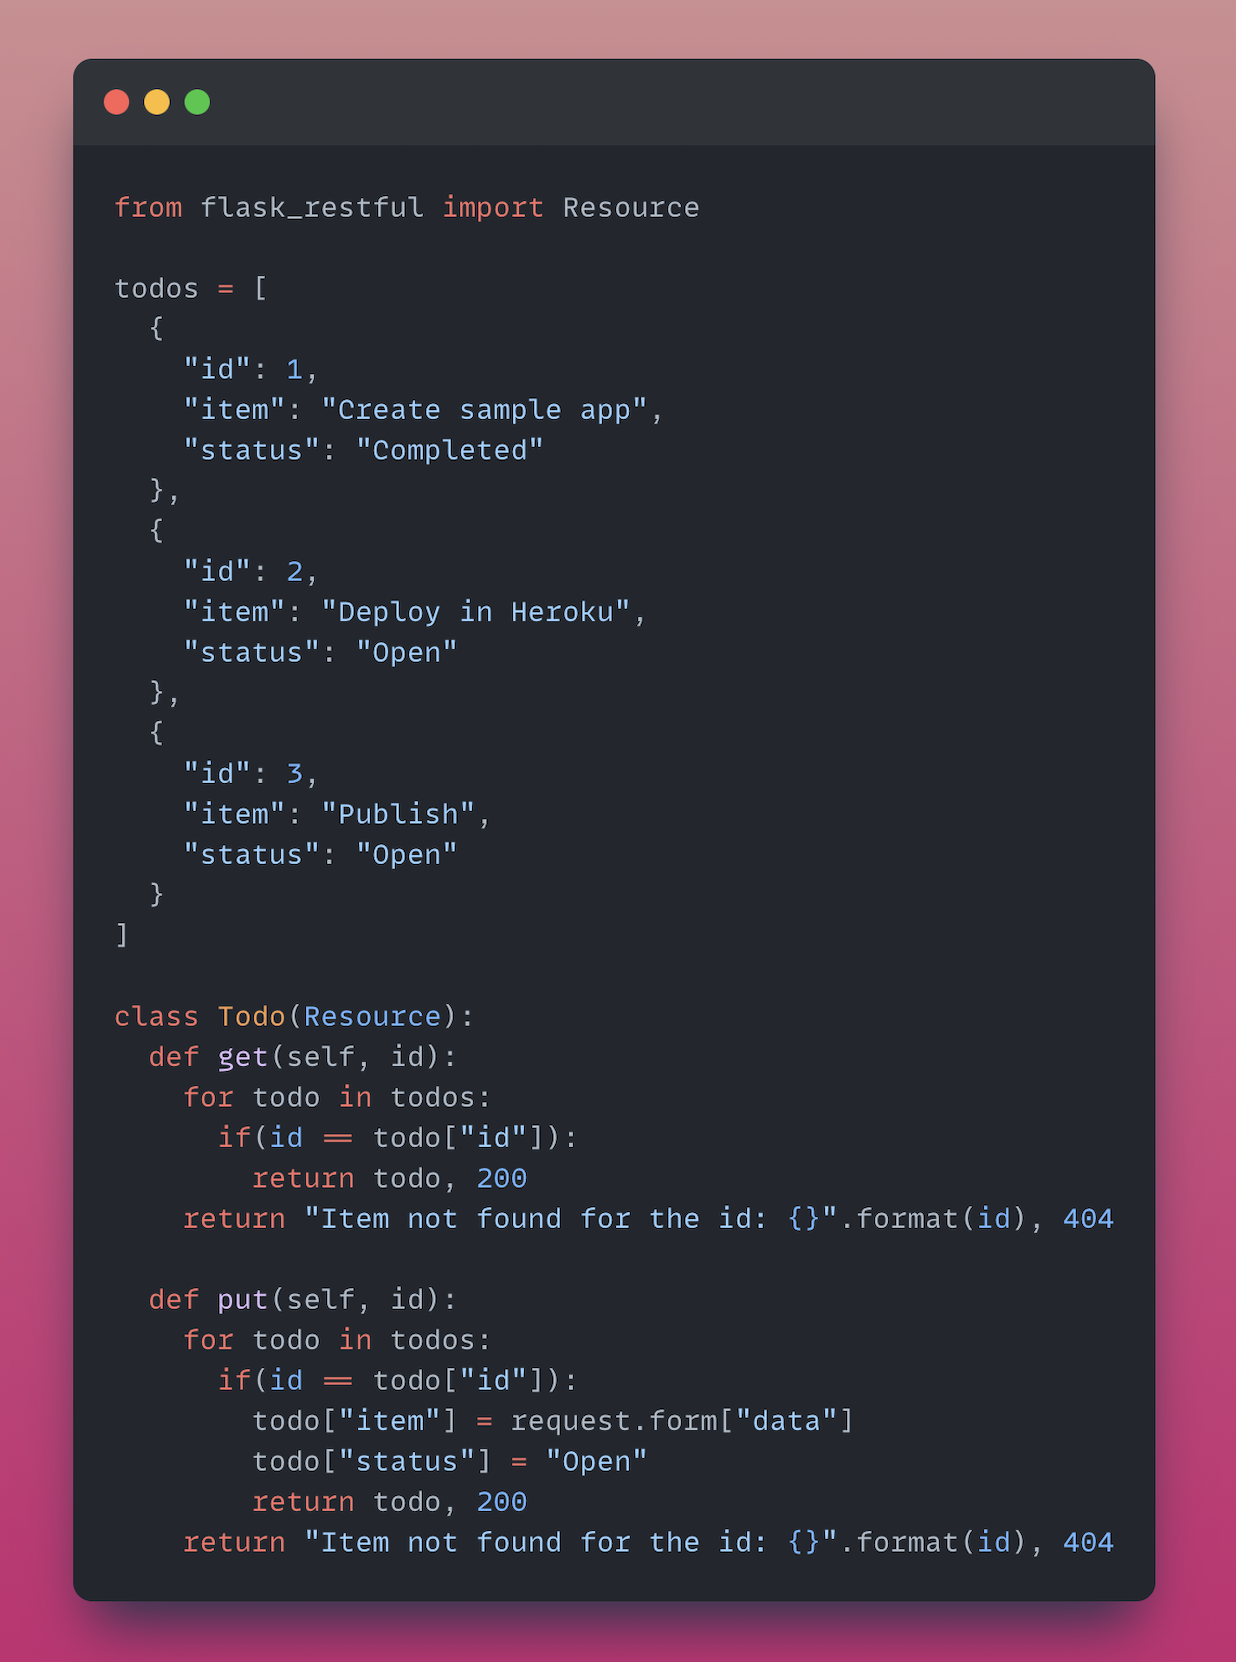 from flask_restful import Resource

todos = [
  {
    "id": 1,
    "item": "Create sample app",
    "status": "Completed"
  },
  {
    "id": 2,
    "item": "Deploy in Heroku",
    "status": "Open"
  },
  {
    "id": 3,
    "item": "Publish",
    "status": "Open"
  }
]

class Todo(Resource):
  def get(self, id):
    for todo in todos:
      if(id == todo["id"]):
        return todo, 200
    return "Item not found for the id: {}".format(id), 404

  def put(self, id):
    for todo in todos:
      if(id == todo["id"]):
        todo["item"] = request.form["data"]
        todo["status"] = "Open"
        return todo, 200
    return "Item not found for the id: {}".format(id), 404